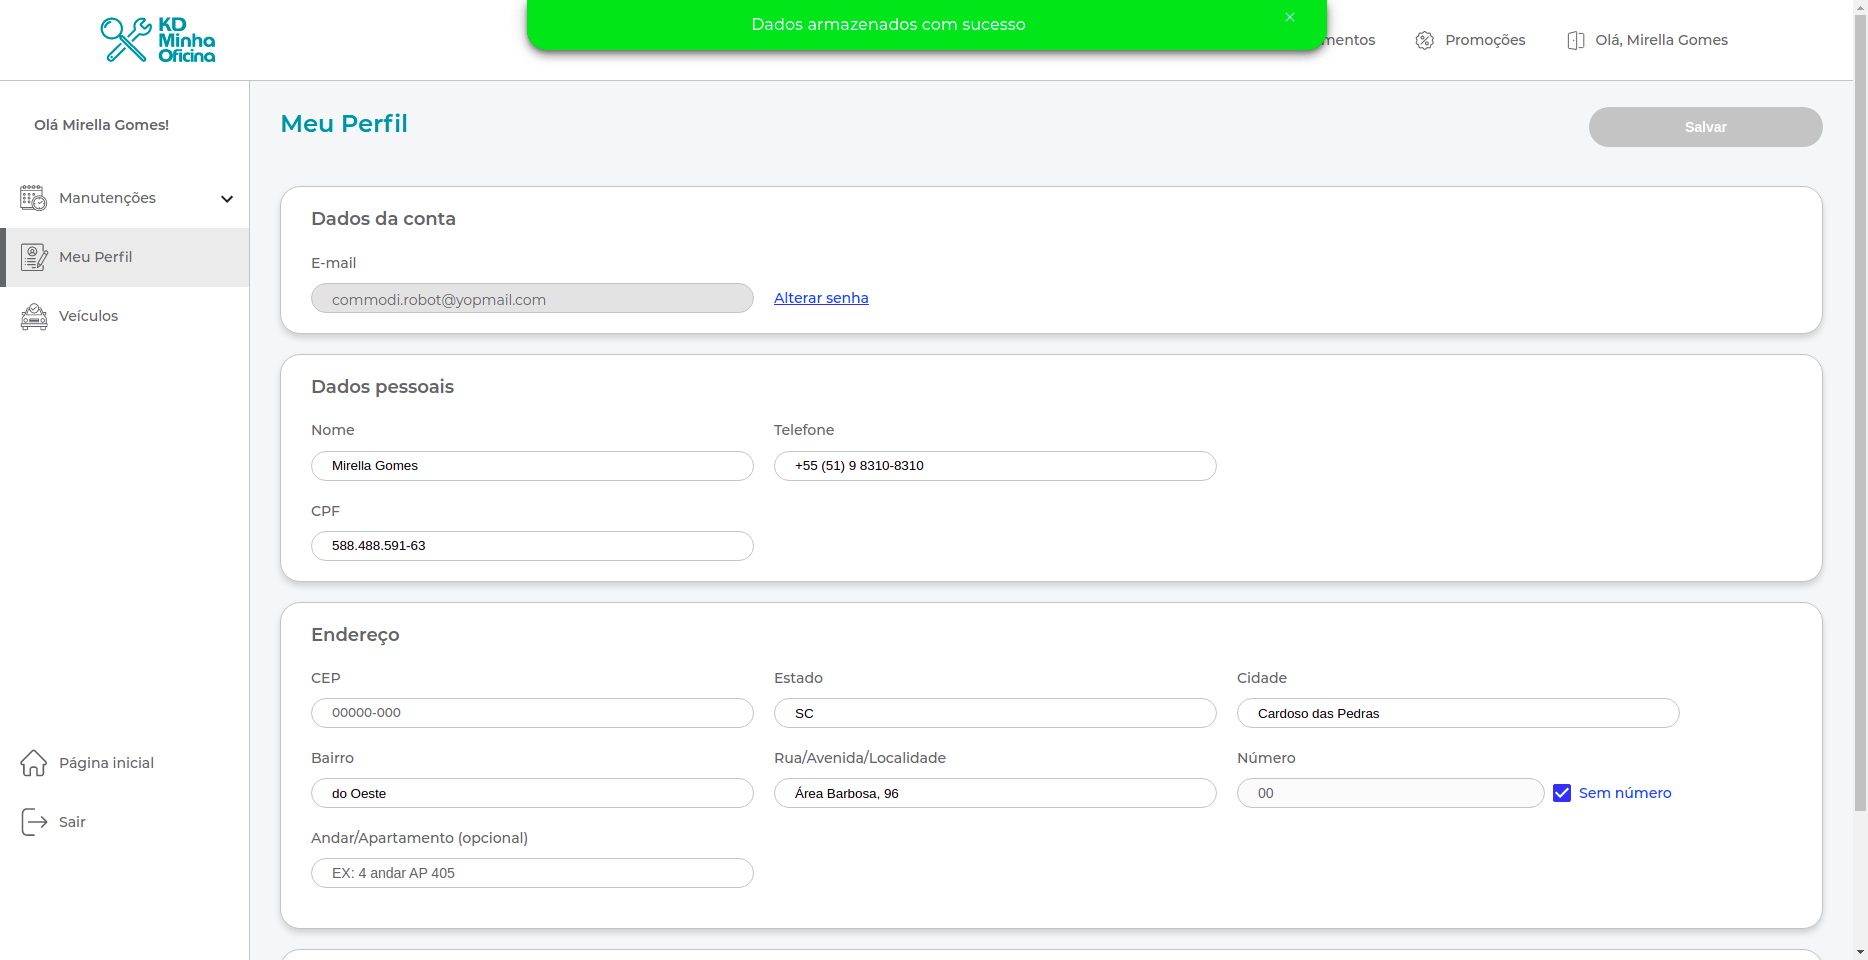 KD
Minha
Oficina
Dados armazenados com sucesso
mentos
Promoções
Olá, Mirella Gomes
Olá Mirella Gomes!
Manutenções
Meu Perfil
Veículos
Página inicial
Sair
Meu Perfil
Salvar
Dados da conta
E-mail
commodi.robot@yopmail.com
Alterar senha
Dados pessoais
Nome
Telefone
Mirella Gomes
+55 (51) 9 8310-8310
CPF
588.488.591-63
Endereço
CEP
Estado
Cidade
00000-000
SC
Cardoso das Pedras
Bairro
Rua/Avenida/Localidade
Número
do Oeste
Área Barbosa, 96
00
Sem número
Andar/Apartamento (opcional)
EX: 4 andar AP 405